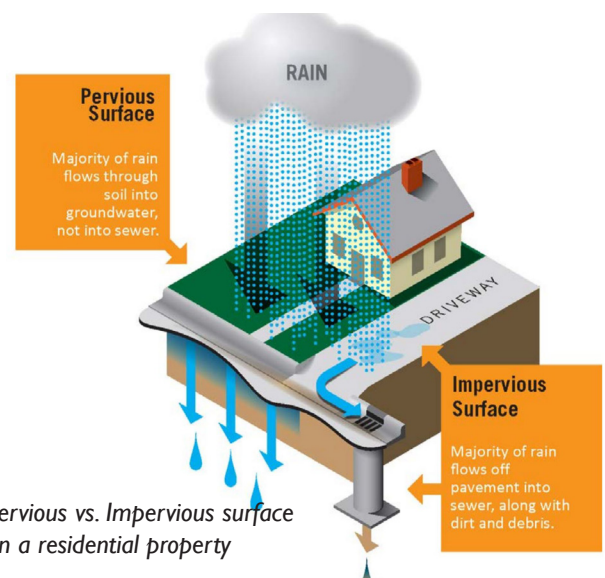 RAIN
Pervious
Surface
Majority of rain
flows through
soil into
groundwater,
not into sewer.
DRIVEWAY
Impervious
Surface
Majority of rain
flows off
pavement into
sewer, along with
dirt and debris.
ervious vs. Impervious surface
n a residential property